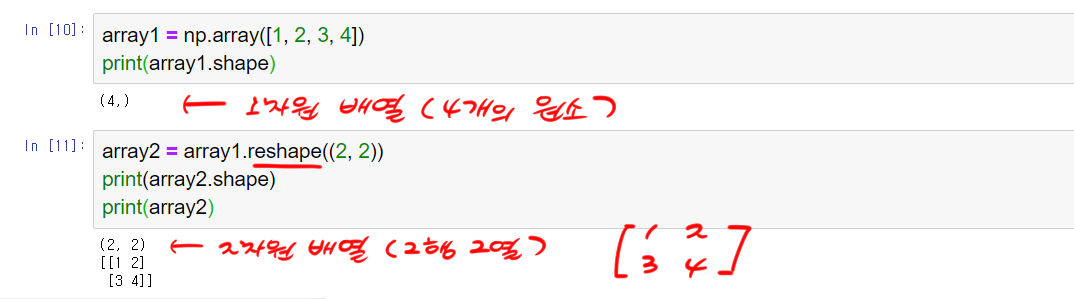 In [10]: array1 = np.array([1, 2, 3, 4])
print(array1.shape)
(4,) ← 1차원 배열 (4개의 원소)
In [11]: array2 = array1.reshape((2, 2))
print(array2.shape)
print(array2)
(2, 2) ← 2차원 배열 (2행 2열)
[[1 2]
[3 4]]
[1 2
3 4]